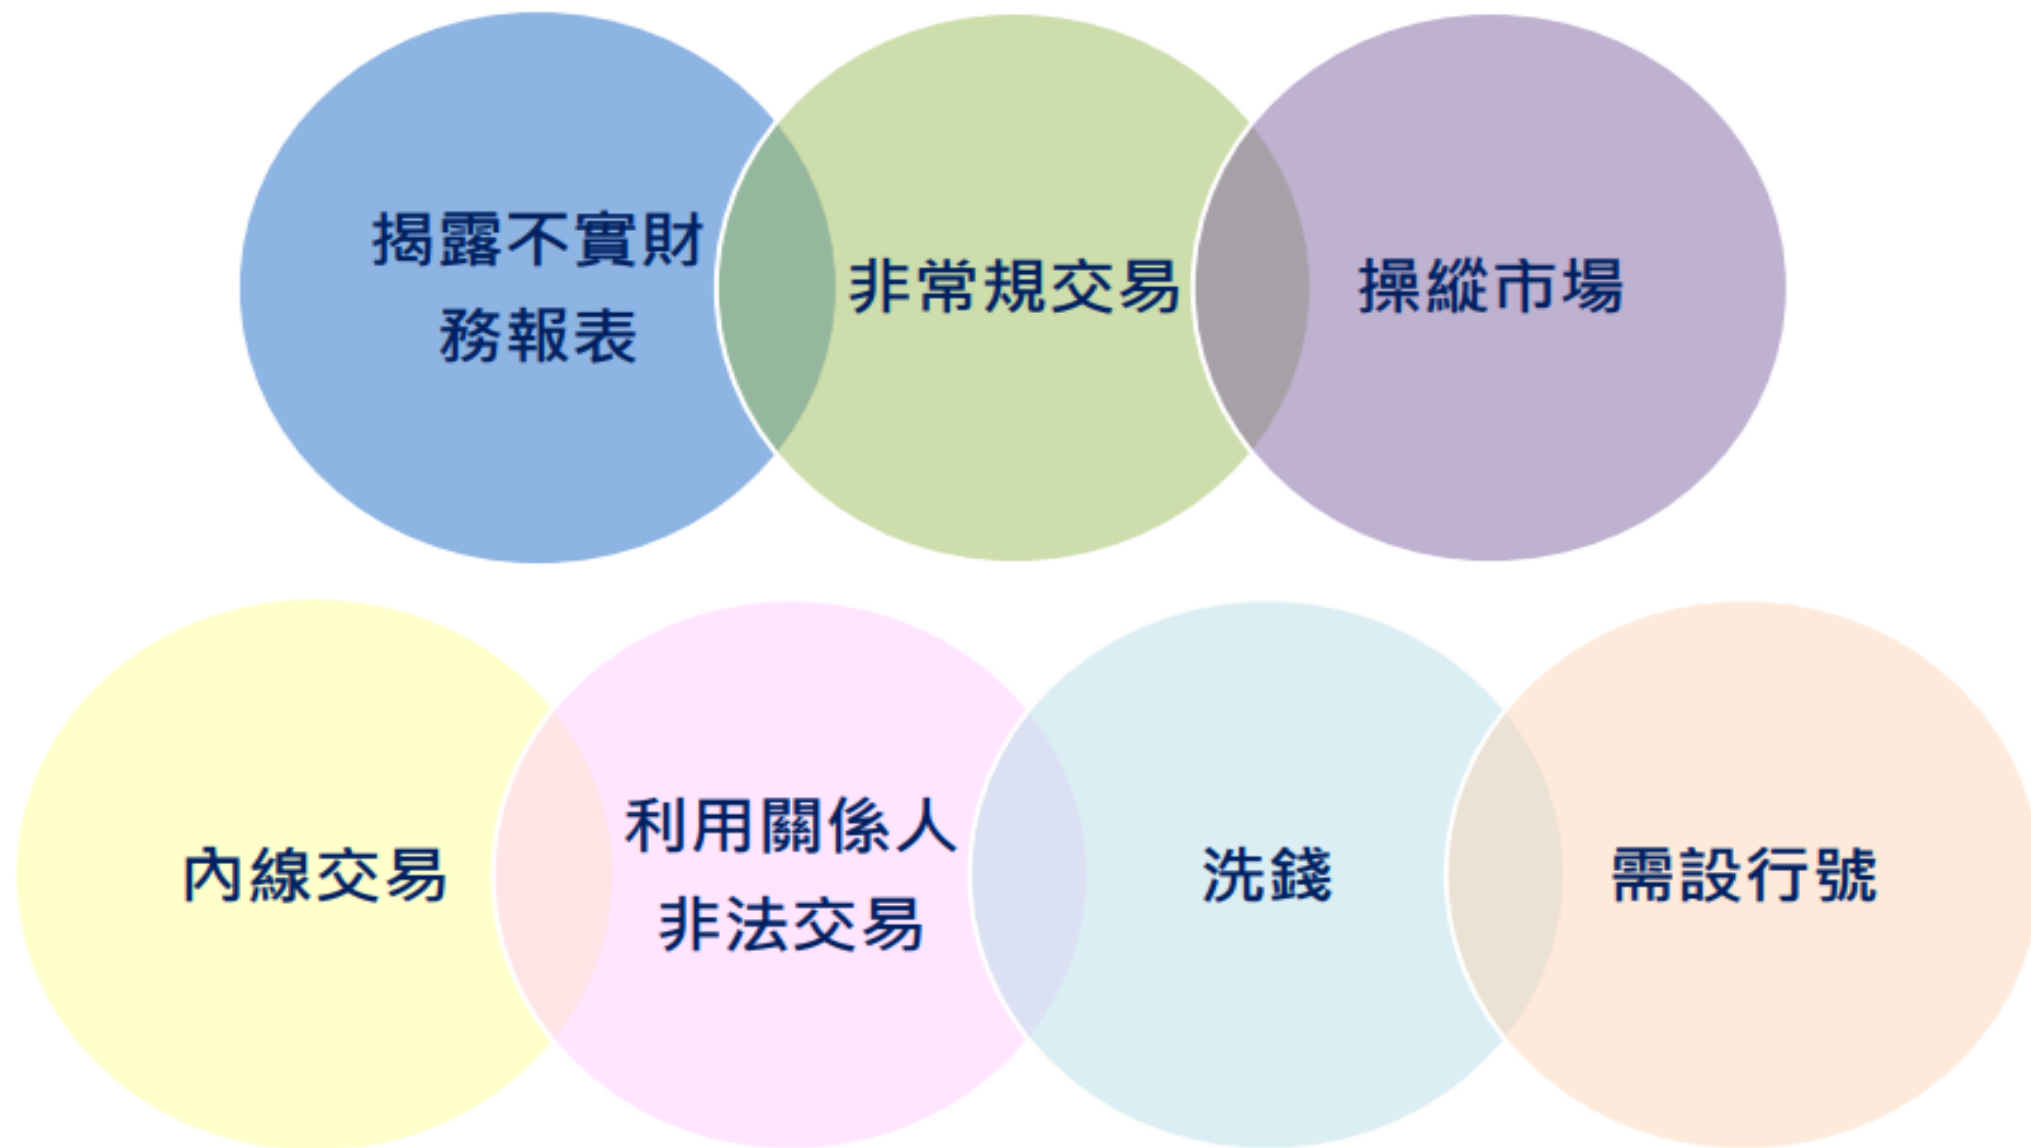 揭露不實財
務報表
非常規交易
操縱市場
內線交易
利用關係人
非法交易
洗錢
需設行號